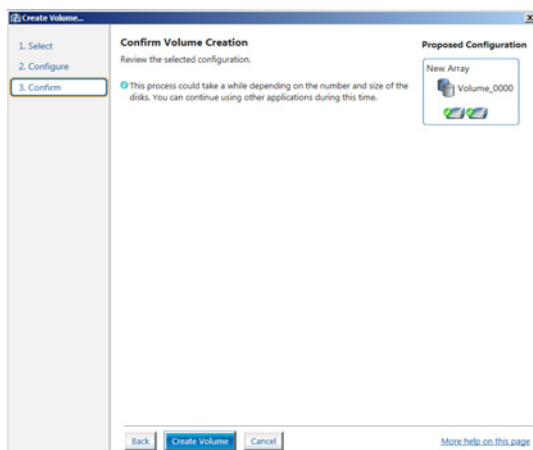 Create Volume...
X
1. Select
2. Configure
3. Confirm
Confirm Volume Creation
Review the selected configuration.
This process could take a while depending on the number and size of the
disks. You can continue using other applications during this time.
Proposed Configuration
New Array
Volume_0000
Back
Create Volume
Cancel
More help on this page